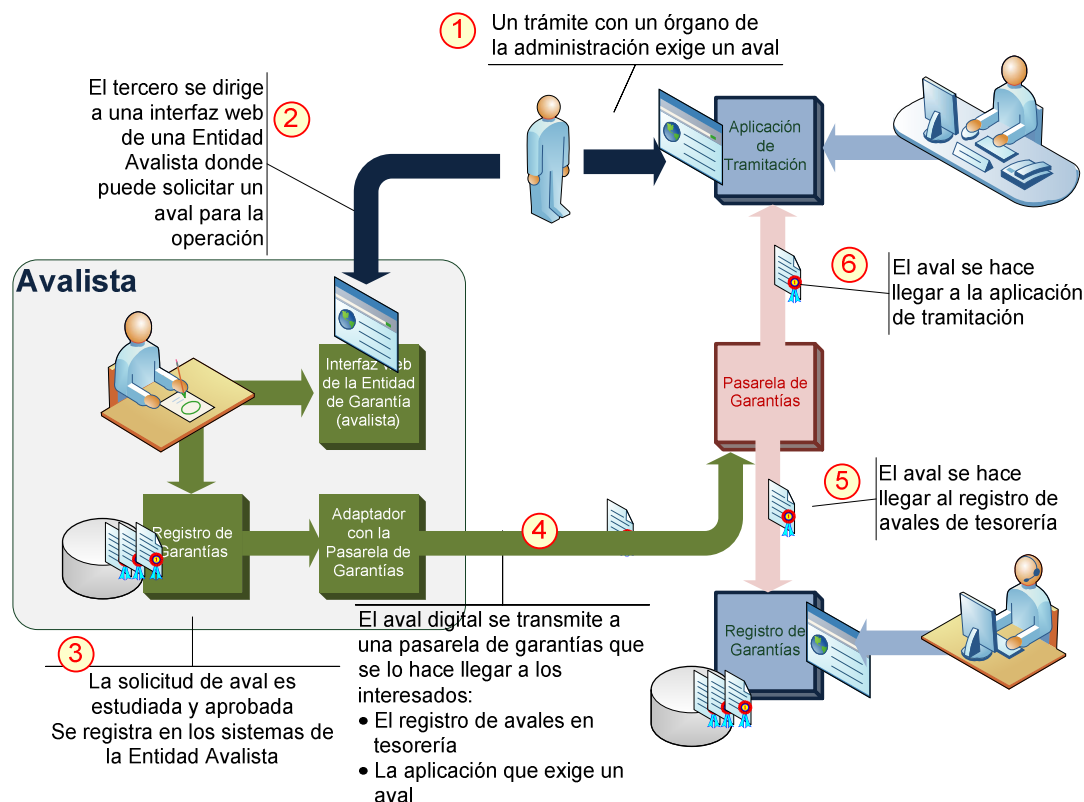 1
Un trámite con un órgano de
la administración exige un aval
El tercero se dirige
a una interfaz web
de una Entidad
Avalista donde
puede solicitar un
aval para la
operación
2
Aplicación
de
Tramitación
Avalista
Interfaz web
de la Entidad
de Garantía
(avalista)
6
El aval se hace
llegar a la aplicación
de tramitación
Pasarela de
Garantías
Registro de
Garantías
Adaptador
con la
Pasarela de
Garantías
4
5
El aval se hace
llegar al registro de
avales de tesorería
Registro de
Garantías
3
La solicitud de aval es
estudiada y aprobada
Se registra en los sistemas de
la Entidad Avalista
El aval digital se transmite a
una pasarela de garantías que
se lo hace llegar a los
interesados:
• El registro de avales en
tesorería
• La aplicación que exige un
aval